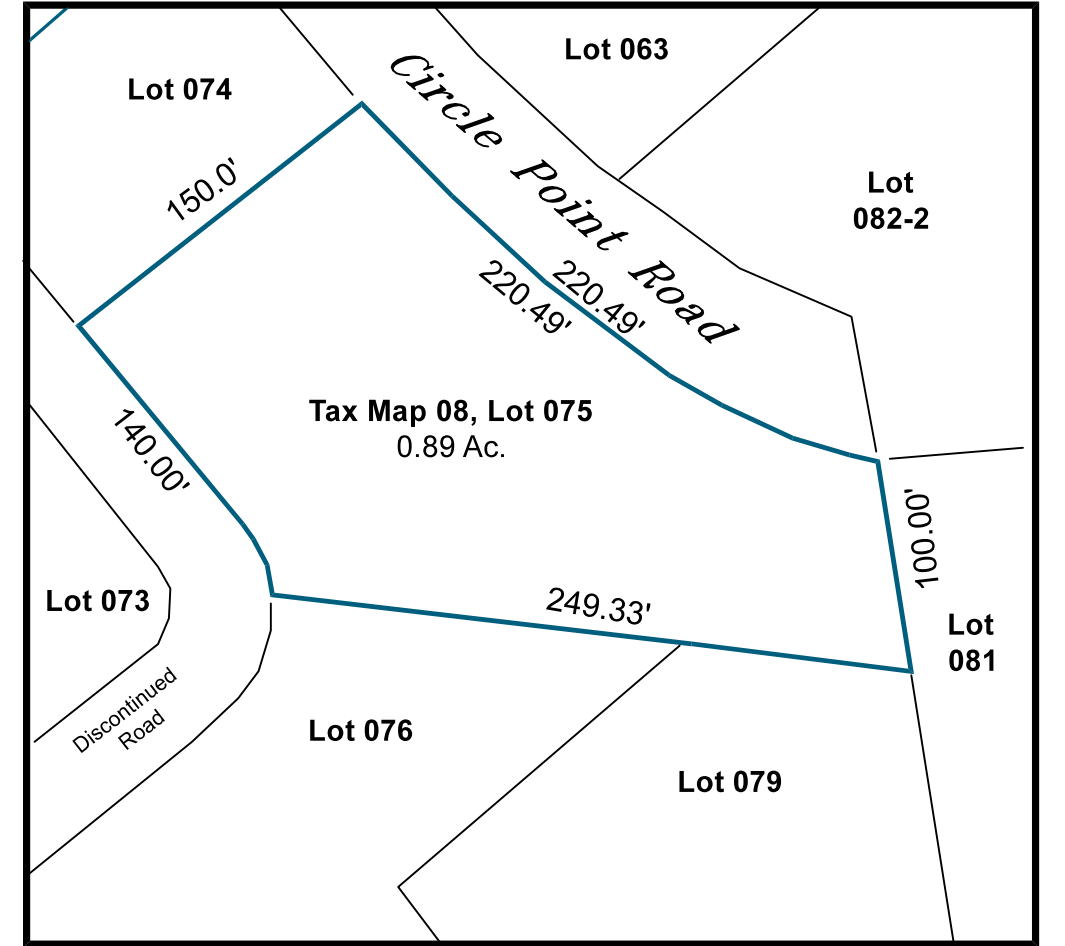 Lot 063
Circle Point Road
Lot 074
150.0'
Lot
082-2
220.49'
220.49'
Tax Map 08, Lot 075
0.89 Ac.
140.00'
100.00'
Lot 073
249.33'
Lot
081
Discontinued
Road
Lot 076
Lot 079